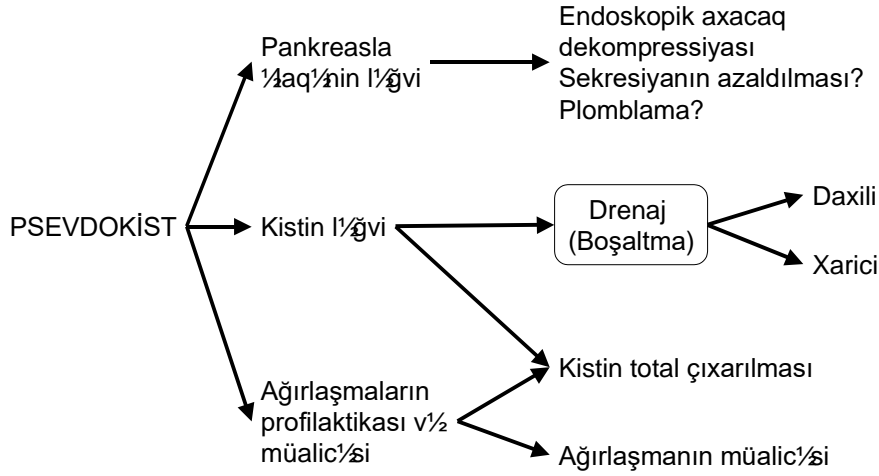 Pankreasla
½laq½nin l½ğvi
Endoskopik axacaq
dekompressiyası
Sekresiyanın azaldılması?
Plomblama?
PSEVDOKİST
Kistin l½ğvi
Drenaj
(Boşaltma)
Daxili
Xarici
Kistin total çıxarılması
Ağırlaşmaların
profilaktikası v½
müalic½si
Ağırlaşmanın müalic½si